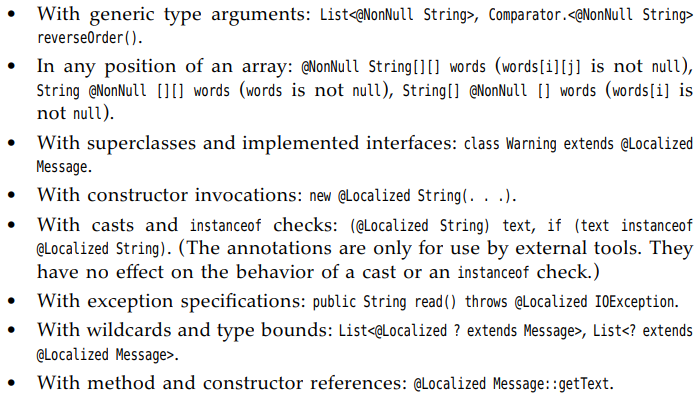 • With generic type arguments: List<@NonNull String>, Comparator.<@NonNull String>
reverseOrder().
• In any position of an array: @NonNull String[][] words (words[i][j] is not null),
String @NonNull [][] words (words is not null), String[] @NonNull [] words (words[i] is
not null).
• With superclasses and implemented interfaces: class Warning extends @Localized
Message.
• With constructor invocations: new @Localized String(. . .).
• With casts and instanceof checks: (@Localized String) text, if (text instanceof
@Localized String). (The annotations are only for use by external tools. They
have no effect on the behavior of a cast or an instanceof check.)
• With exception specifications: public String read() throws @Localized IOException.
• With wildcards and type bounds: List<@Localized ? extends Message>, List<? extends
@Localized Message>.
• With method and constructor references: @Localized Message::getText.